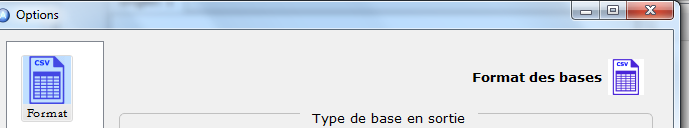 Options
CSV
Format des bases
CSV
Format
Type de base en sortie